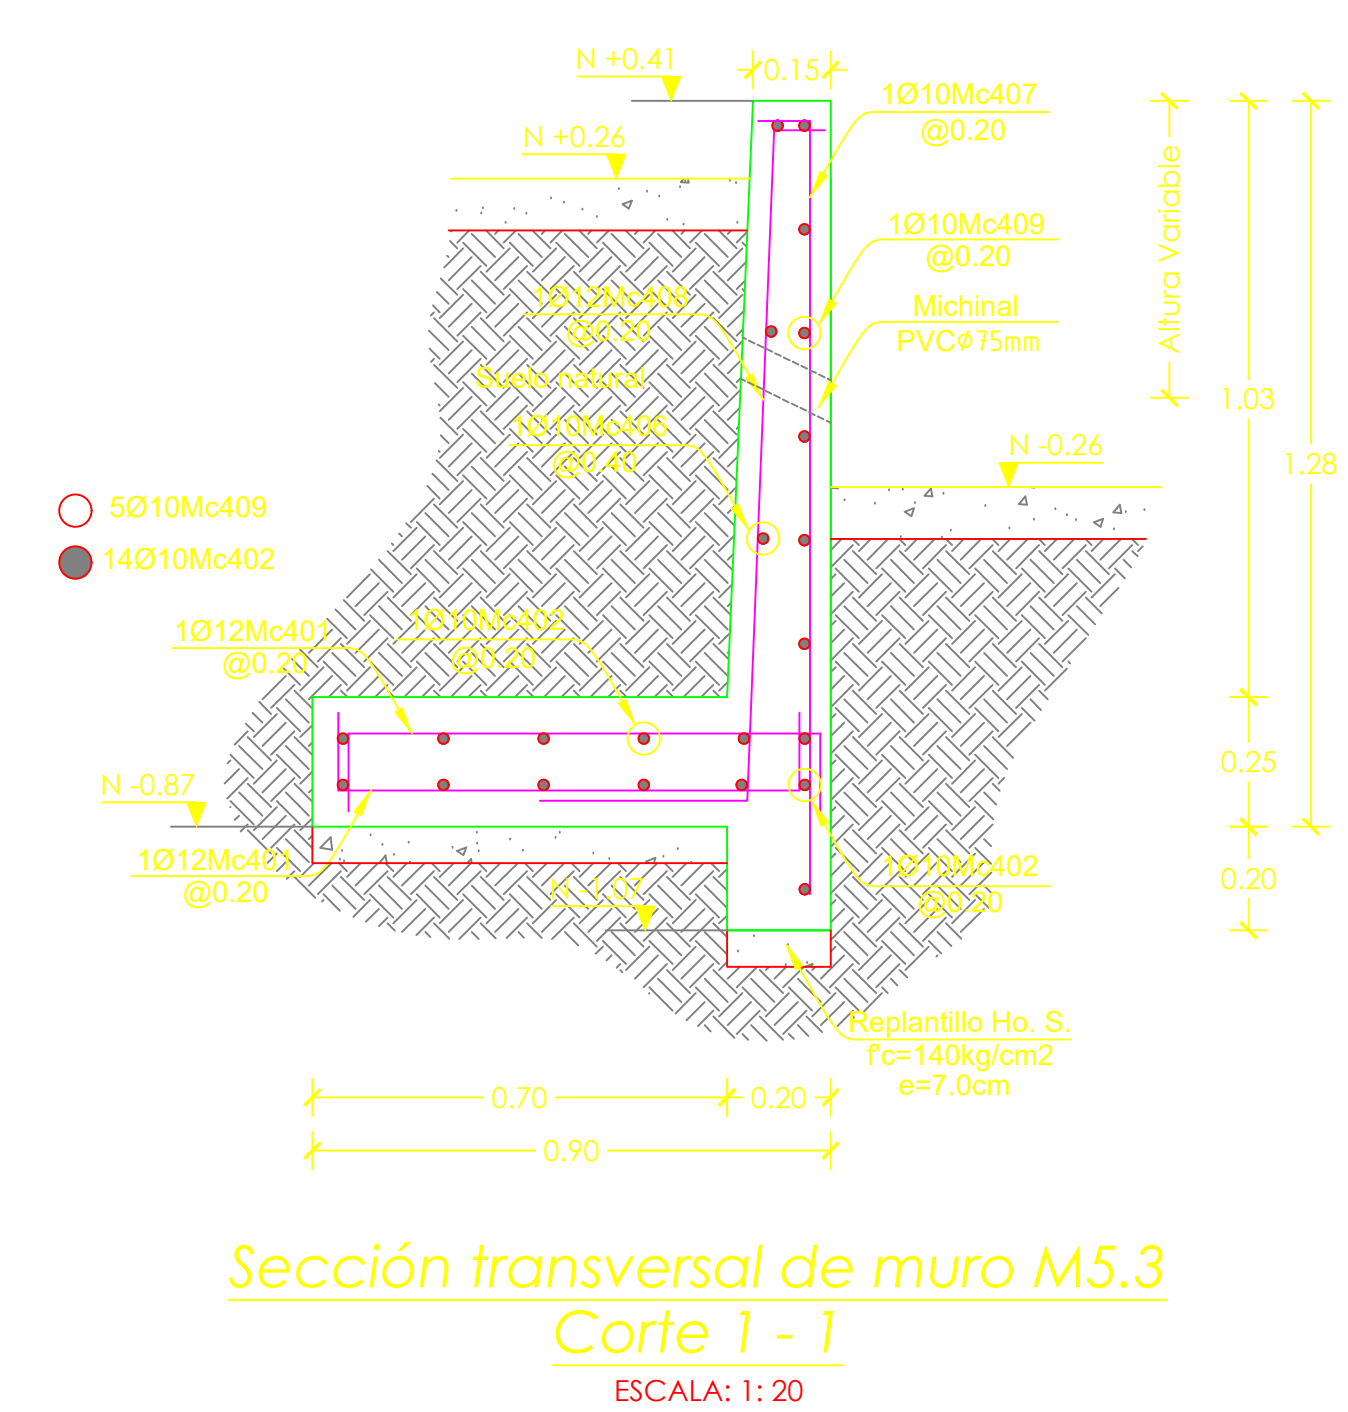 N +0.41
0.15
1Ø10Mc407
@0.20
N +0.26
Altura Variable
1Ø10Mc409
@0.20
1Ø12Mc408
@0.20
Michinal
PVCϕ75mm
Suelo natural
1.03
1Ø10Mc406
@0.40
N -0.26
1.28
5Ø10Mc409
14Ø10Mc402
1Ø12Mc401
@0.20
1Ø10Mc402
@0.20
0.25
N -0.87
1Ø12Mc401
@0.20
N -1.07
1Ø10Mc402
@0.20
0.20
Replantillo Ho. S.
f'c=140kg/cm2
e=7.0cm
0.70
0.20
0.90
Sección transversal de muro M5.3
Corte 1 - 1
ESCALA: 1: 20